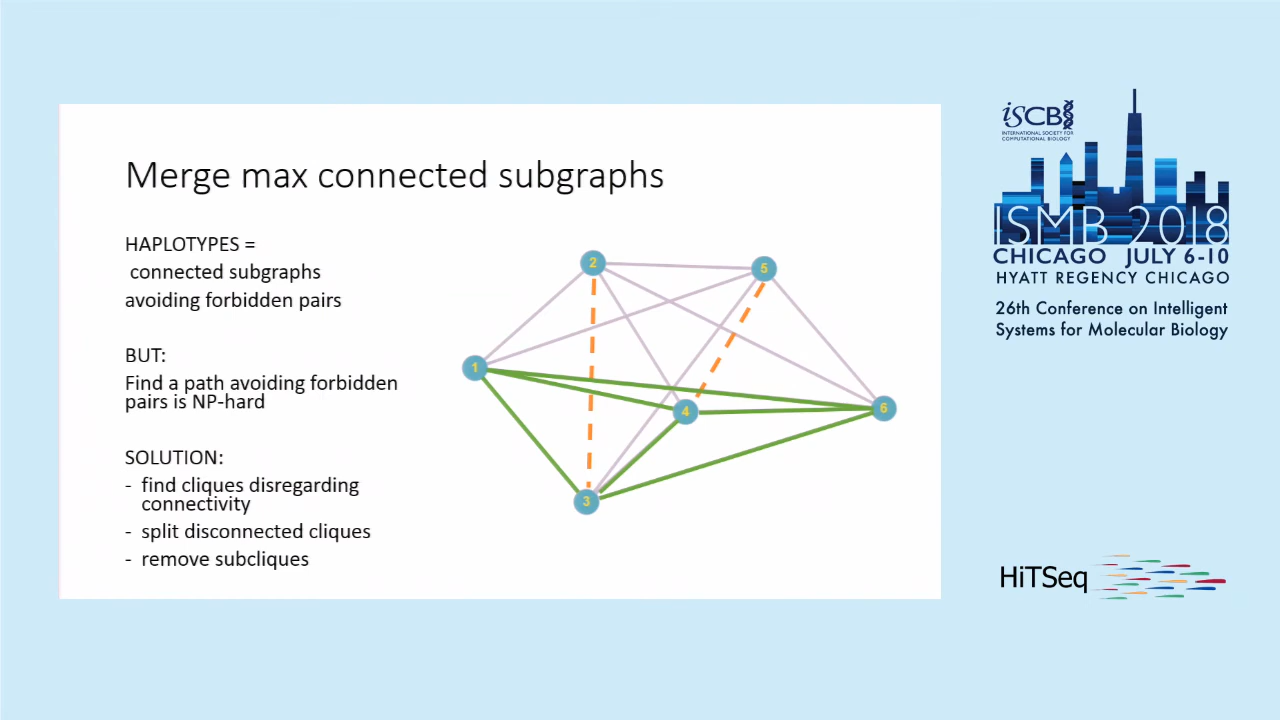 Merge max connected subgraphs
HAPLOTYPES =
connected subgraphs
avoiding forbidden pairs
BUT:
Find a path avoiding forbidden
pairs is NP-hard
SOLUTION:
- find cliques disregarding
connectivity
- split disconnected cliques
- remove subcliques
2
5
1
4
6
3
iSCB
INTERNATIONAL SOCIETY FOR
COMPUTATIONAL BIOLOGY
ISMB 2018
CHICAGO JULY 6-10
HYATT REGENCY CHICAGO
26th Conference on Intelligent
Systems for Molecular Biology
HiTSeq